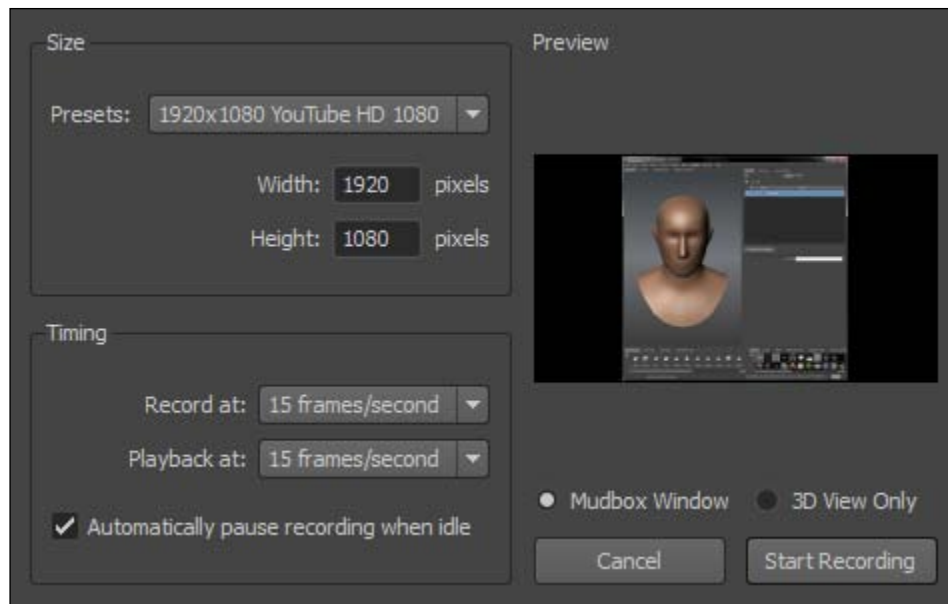 Size
Presets: 1920x1080 YouTube HD 1080
Width: 1920 pixels
Height: 1080 pixels
Timing
Record at: 15 frames/second
Playback at: 15 frames/second
Automatically pause recording when idle
Preview
Mudbox Window 3D View Only
Cancel Start Recording